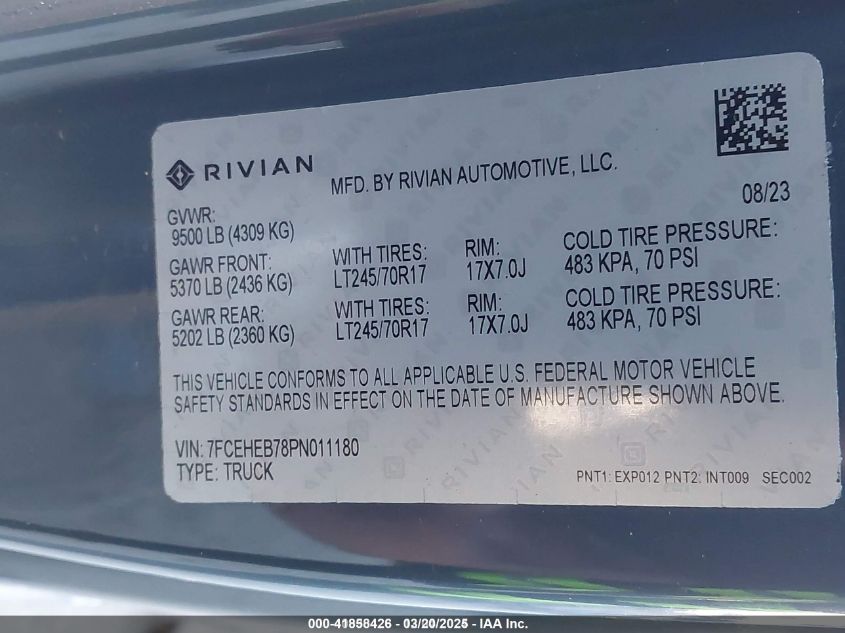 RIVIAN
MFD. BY RIVIAN AUTOMOTIVE, LLC.
08/23
GVWR:
9500 LB (4309 KG)
GAWR FRONT: WITH TIRES: RIM: COLD TIRE PRESSURE:
5370 LB (2436 KG) LT245/70R17 17X7.0J 483 KPA, 70 PSI
GAWR REAR: WITH TIRES: RIM: COLD TIRE PRESSURE:
5202 LB (2360 KG) LT245/70R17 17X7.0J 483 KPA, 70 PSI
THIS VEHICLE CONFORMS TO ALL APPLICABLE U.S. FEDERAL MOTOR VEHICLE
SAFETY STANDARDS IN EFFECT ON THE DATE OF MANUFACTURE SHOWN ABOVE.
VIN: 7FCEHEB78PN011180
TYPE: TRUCK
PNT1: EXP012 PNT2: INT009 SEC002
000-41858426 - 03/20/2025 - IAA Inc.